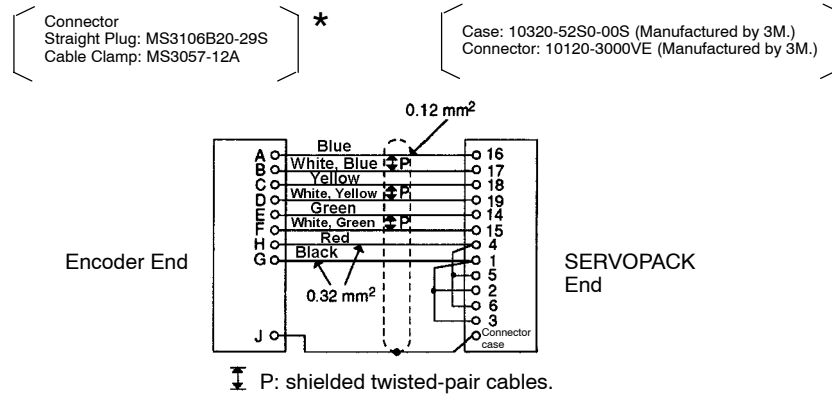 Connector
Straight Plug: MS3106B20-29S
Cable Clamp: MS3057-12A
*
Case: 10320-52S0-00S (Manufactured by 3M.)
Connector: 10120-3000VE (Manufactured by 3M.)
0.12 mm²
A Blue 16
B White, Blue P 17
C Yellow 18
D White, Yellow P 19
E Green 14
F White, Green P 15
H Red 4
G Black 1
5
2
6
3
Encoder End
0.32 mm²
SERVOPACK
End
J Connector
case
P: shielded twisted-pair cables.